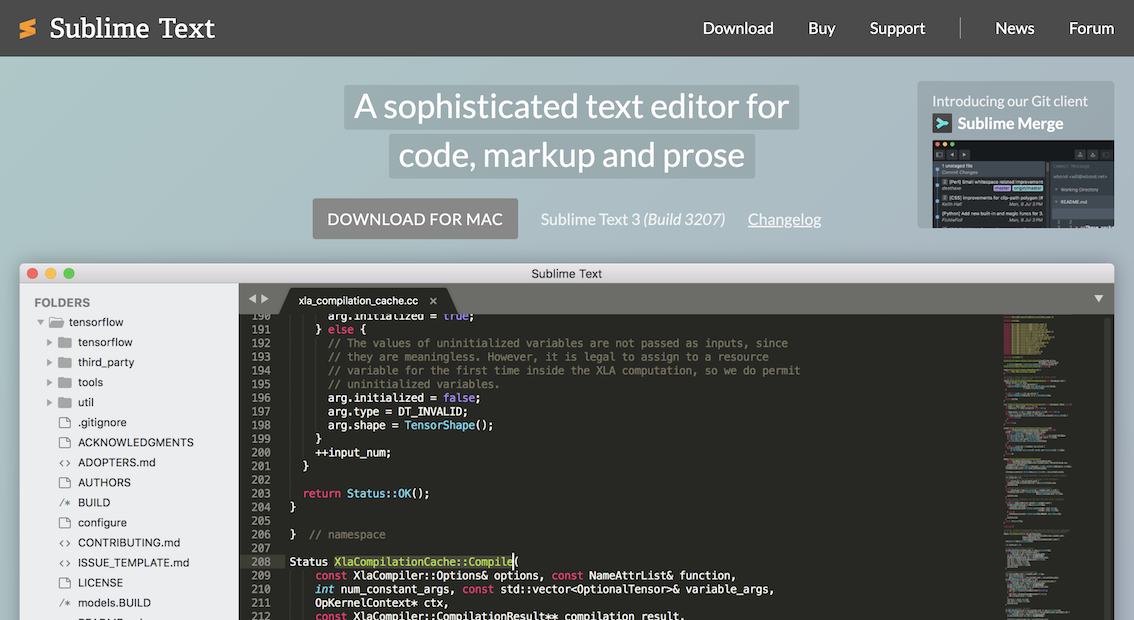 Sublime Text
Download Buy Support News Forum
A sophisticated text editor for
code, markup and prose
Introducing our Git client
Sublime Merge
DOWNLOAD FOR MAC
Sublime Text 3 (Build 3207)
Changelog
Sublime Text
FOLDERS
tensorflow
tensorflow
third_party
tools
util
.gitignore
ACKNOWLEDGMENTS
ADOPTERS.md
AUTHORS
BUILD
configure
CONTRIBUTING.md
ISSUE_TEMPLATE.md
LICENSE
models.BUILD
xla_compilation_cache.cc
190 arg.initialized = true;
191 } else {
192 // The values of uninitialized variables are not passed as inputs, since
193 // they are meaningless. However, it is legal to assign to a resource
194 // variable for the first time inside the XLA computation, so we do permit
195 // uninitialized variables.
196 arg.initialized = false;
197 arg.type = DT_INVALID;
198 arg.shape = TensorShape();
199 }
200 ++input_num;
201 }
202
203 return Status::OK();
204 }
205
206 } // namespace
207
208 Status XlaCompilationCache::Compile(
209 const XlaCompiler::Options& options, const NameAttrList& function,
210 int num_constant_args, const std::vector<OptionalTensor>& variable_args,
211 OpKernelContext* ctx,
212 const XlaCompiler::CompilationResult** compilation_result,